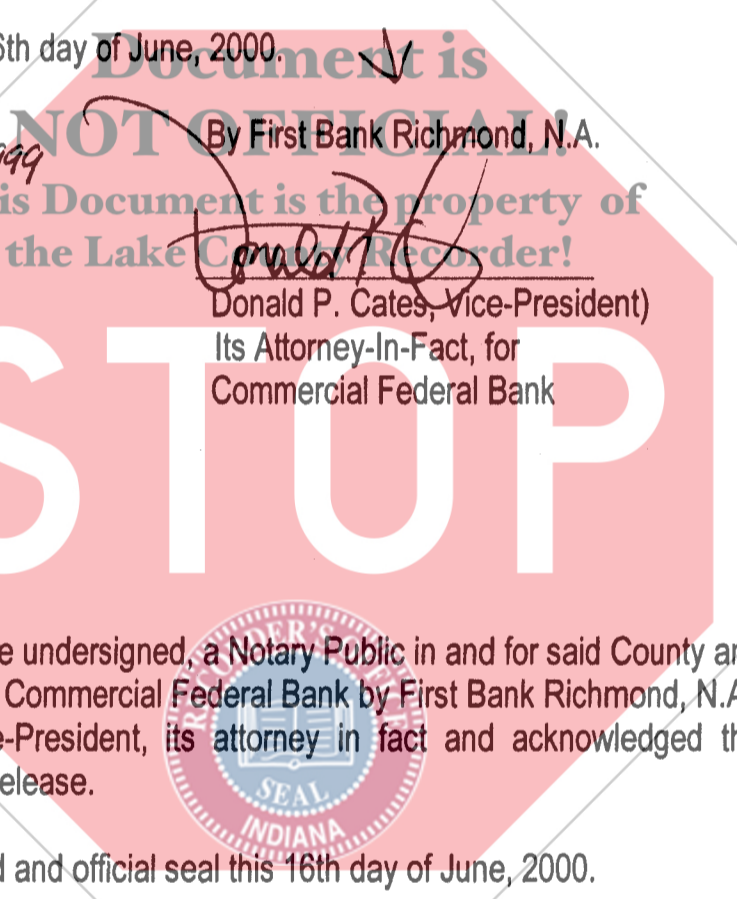 6th day of June, 2000.
Document is
NOT OFFICIAL!
By First Bank Richmond, N.A.
999
is Document is the property of
the Lake County Recorder!
Donald P. Cates, Vice-President)
Its Attorney-In-Fact, for
Commercial Federal Bank
STOP
e undersigned, a Notary Public in and for said County an
Commercial Federal Bank by First Bank Richmond, N.A
e-President, its attorney in fact and acknowledged th
elease.
RECORDER'S OFFICE
SEAL
INDIANA
d and official seal this 16th day of June, 2000.